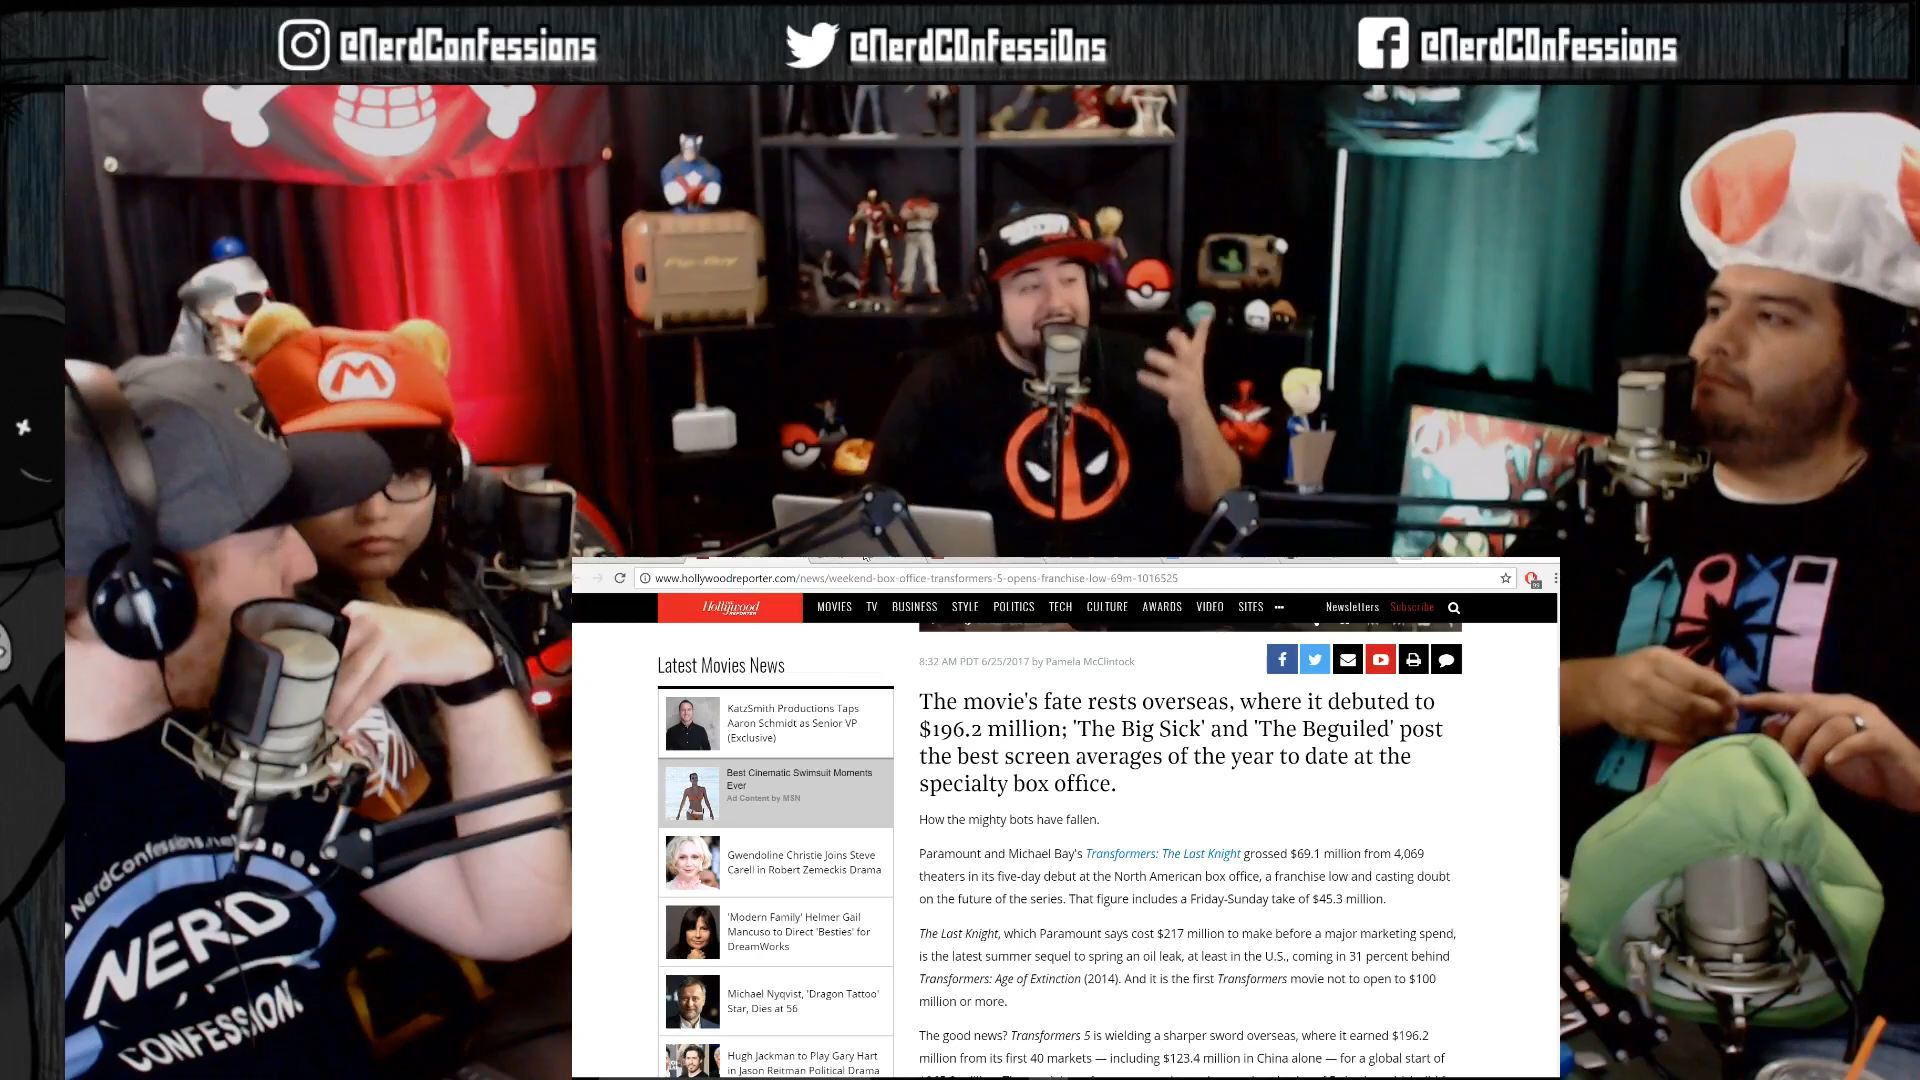 @NerdConfessions
@NerdC0nfessi0ns
@NerdC0nfessions
Pip-Boy
M
www.hollywoodreporter.com/news/weekend-box-office-transformers-5-opens-franchise-low-69m-1016525
99
Hollywood REPORTER
MOVIES TV BUSINESS STYLE POLITICS TECH CULTURE AWARDS VIDEO SITES ••• Newsletters Subscribe
Latest Movies News
KatzSmith Productions Taps
Aaron Schmidt as Senior VP
(Exclusive)
Best Cinematic Swimsuit Moments
Ever
Ad Content by MSN
Gwendoline Christie Joins Steve
Carell in Robert Zemeckis Drama
'Modern Family' Helmer Gail
Mancuso to Direct 'Besties' for
DreamWorks
Michael Nyqvist, 'Dragon Tattoo'
Star, Dies at 56
Hugh Jackman to Play Gary Hart
in Jason Reitman Political Drama
8:32 AM PDT 6/25/2017 by Pamela McClintock
The movie's fate rests overseas, where it debuted to
$196.2 million; 'The Big Sick' and 'The Beguiled' post
the best screen averages of the year to date at the
specialty box office.
How the mighty bots have fallen.
Paramount and Michael Bay's Transformers: The Last Knight grossed $69.1 million from 4,069
theaters in its five-day debut at the North American box office, a franchise low and casting doubt
on the future of the series. That figure includes a Friday-Sunday take of $45.3 million.
The Last Knight, which Paramount says cost $217 million to make before a major marketing spend,
is the latest summer sequel to spring an oil leak, at least in the U.S., coming in 31 percent behind
Transformers: Age of Extinction (2014). And it is the first Transformers movie not to open to $100
million or more.
The good news? Transformers 5 is wielding a sharper sword overseas, where it earned $196.2
million from its first 40 markets — including $123.4 million in China alone — for a global start of
NerdConfessions.net
NERD
CONFESSIONS